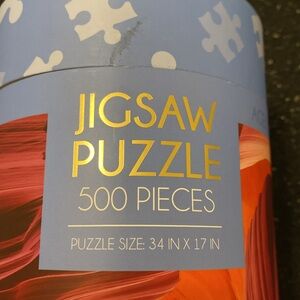 JIGSAW
PUZZLE
500 PIECES
PUZZLE SIZE: 34 IN X 17 IN